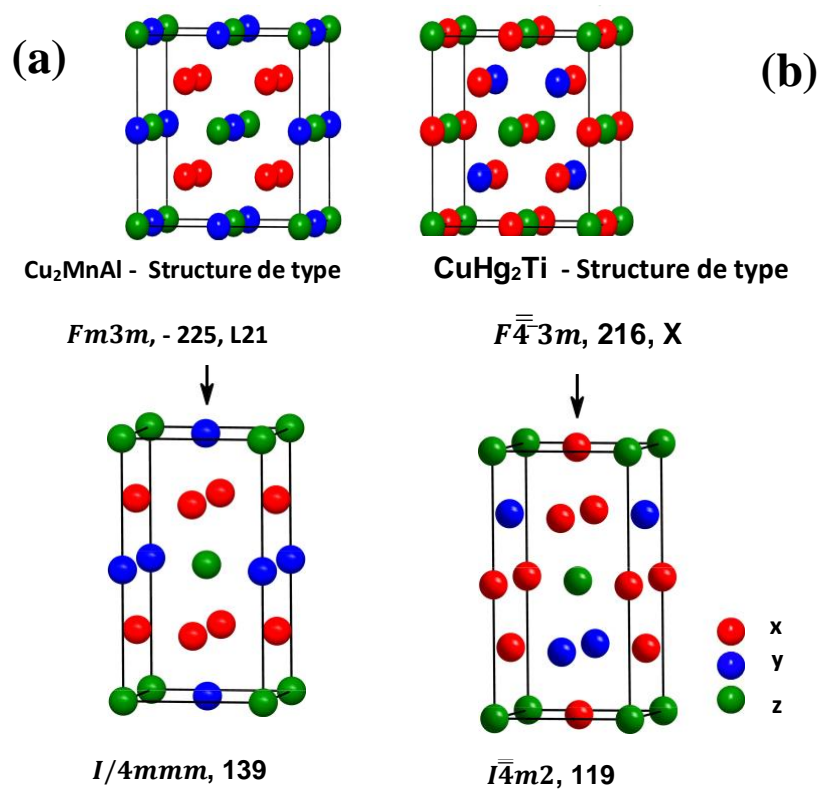 (a)
(b)
Cu₂MnAl - Structure de type
CuHg₂Ti - Structure de type
Fm3m, - 225, L21
F4̿ ̅3m, 216, X
x
y
z
I/4mmm, 139
I4̿m2, 119